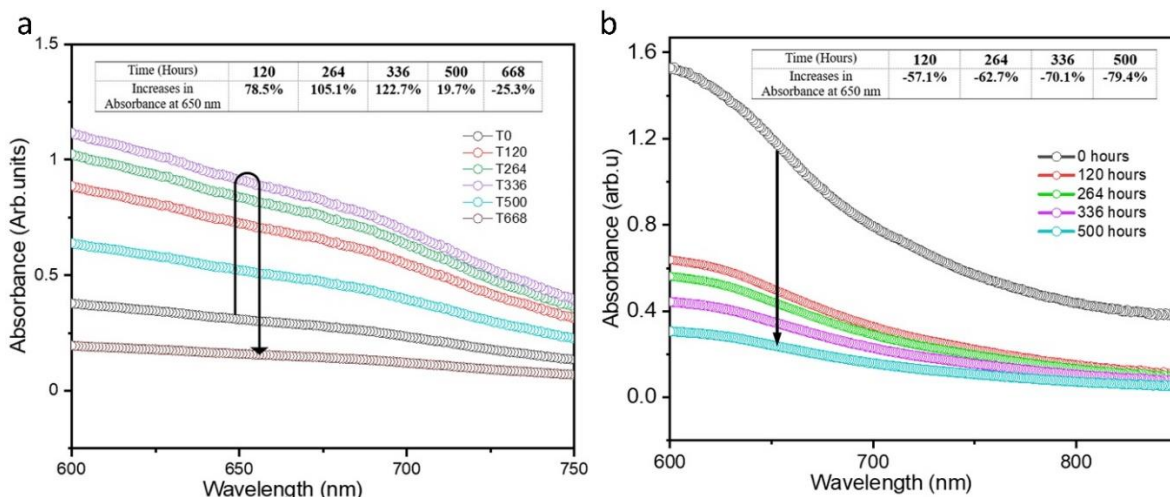 a
1.5
1
0.5
0
Absorbance (Arb.units)
Time (Hours) 120 264 336 500 668
Increases in Absorbance at 650 nm 78.5% 105.1% 122.7% 19.7% -25.3%
T0
T120
T264
T336
T500
T668
600 650 700 750
Wavelength (nm)
b
1.6
1.2
0.8
0.4
0.0
Absorbance (arb.u)
Time (Hours) 120 264 336 500
Increases in Absorbance at 650 nm -57.1% -62.7% -70.1% -79.4%
0 hours
120 hours
264 hours
336 hours
500 hours
600 700 800
Wavelength (nm)